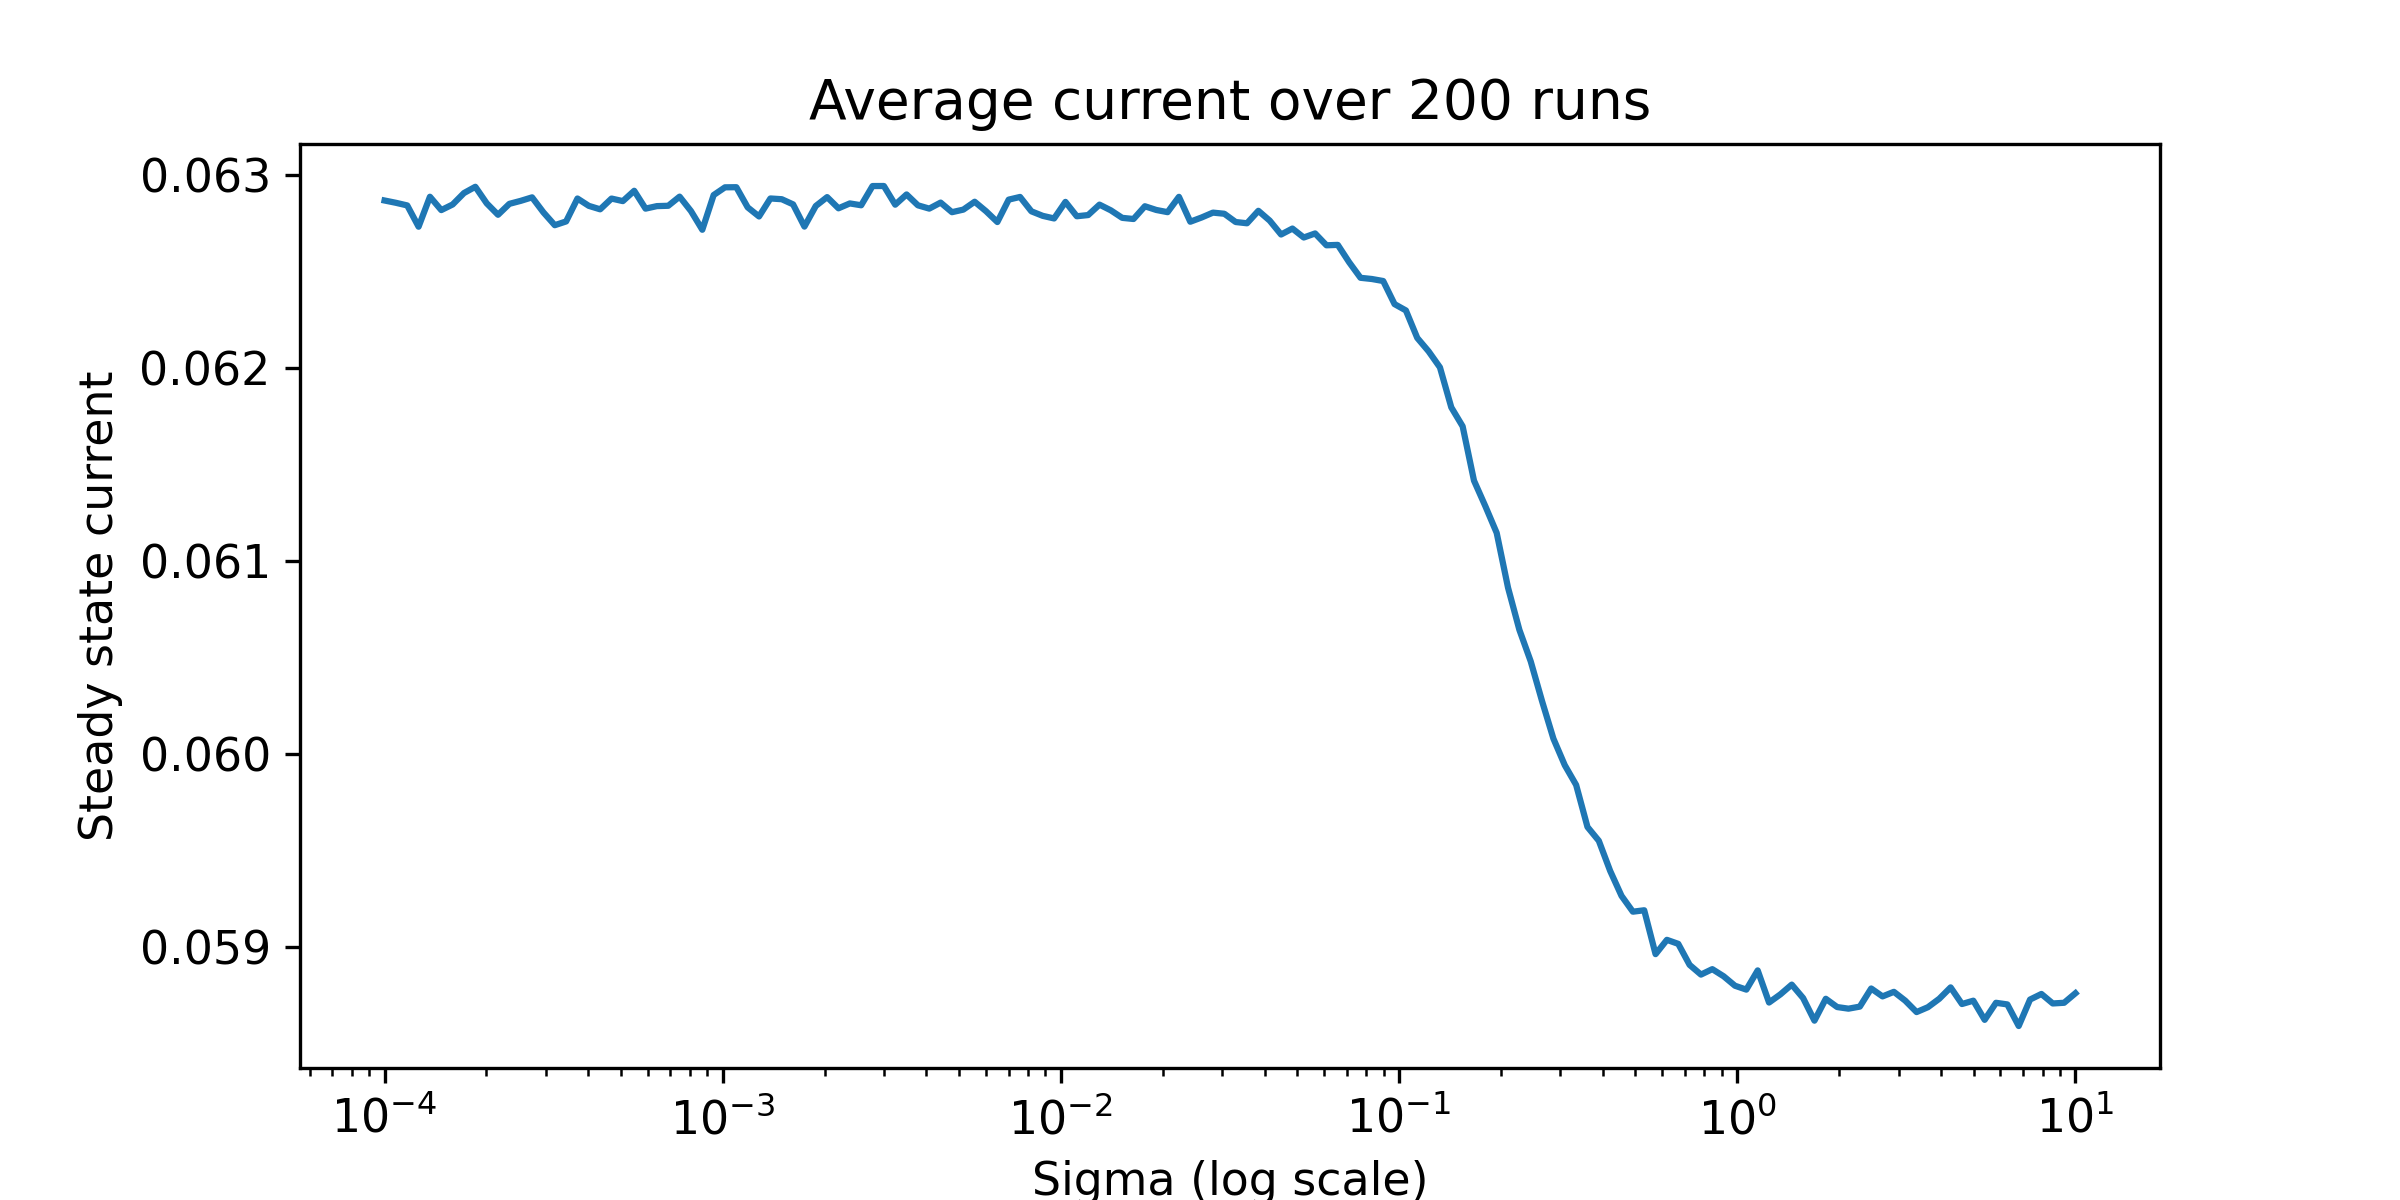 Average current over 200 runs
Steady state current
0.063
0.062
0.061
0.060
0.059
10⁻⁴ 10⁻³ 10⁻² 10⁻¹ 10⁰ 10¹
Sigma (log scale)